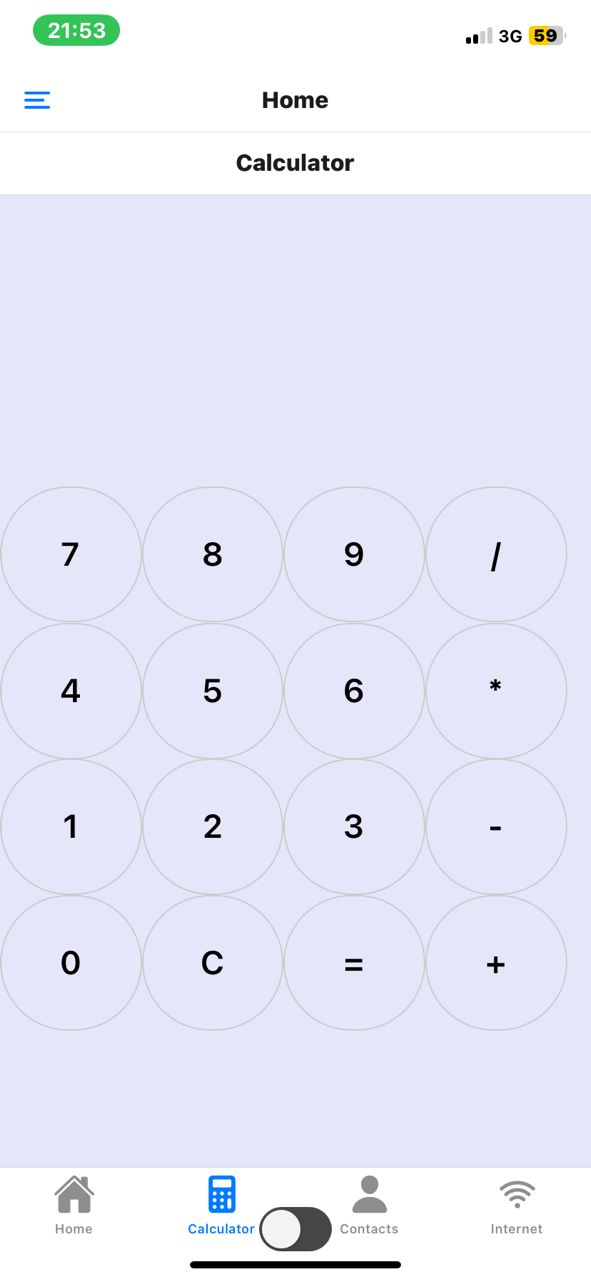 21:53 3G 59
Home
Calculator
7 8 9 /
4 5 6 *
1 2 3 -
0 C = +
Home Calculator Contacts Internet